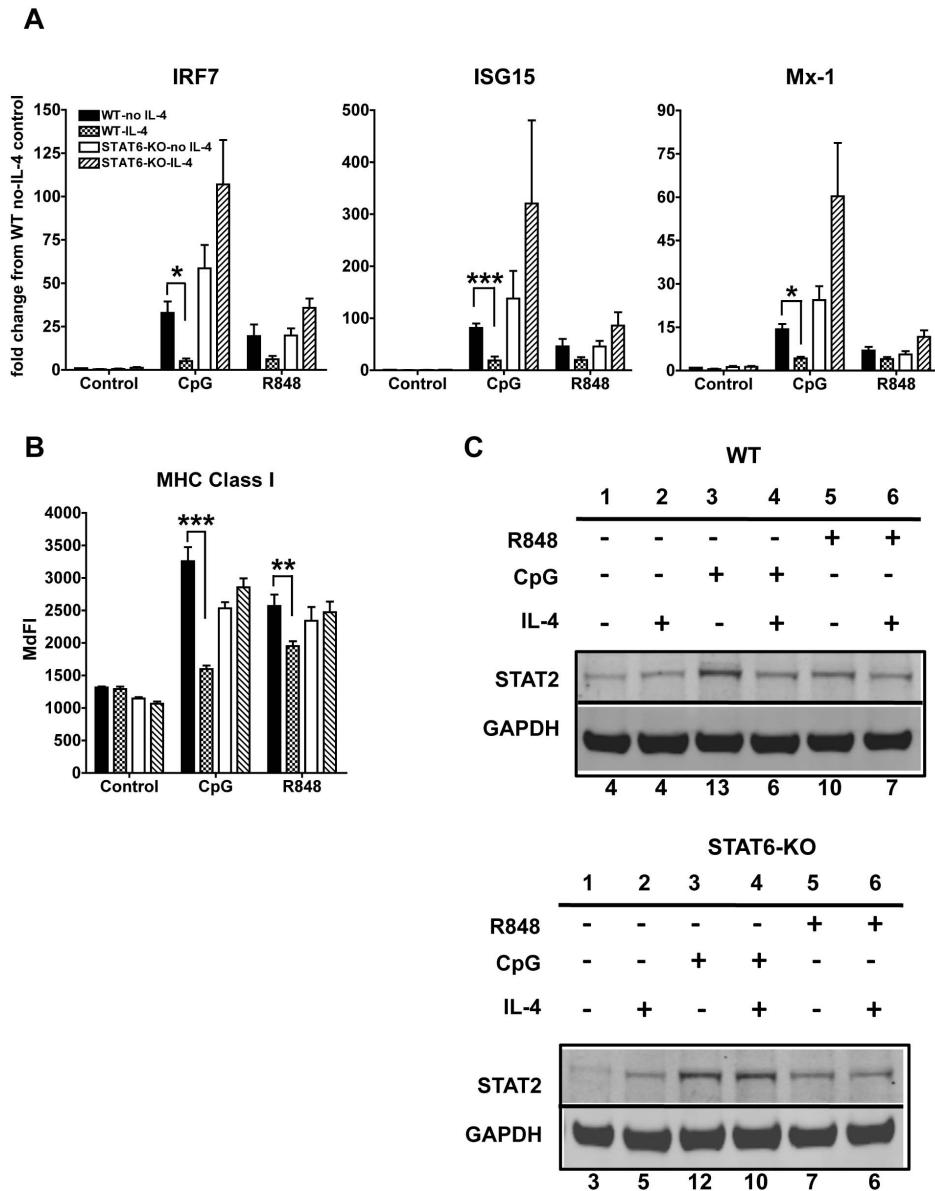 A
IRF7
ISG15
Mx-1
fold change from WT no-IL-4 control
150
125
100
75
50
25
0
WT-no IL-4
WT-IL-4
STAT6-KO-no IL-4
STAT6-KO-IL-4
*
Control CpG R848
500
400
300
200
100
0
***
Control CpG R848
90
75
60
45
30
15
0
*
Control CpG R848
B
MHC Class I
MdFI
4000
3500
3000
2500
2000
1500
1000
500
0
***
**
Control CpG R848
C
WT
1 2 3 4 5 6
R848 - - - - + +
CpG - - + + - -
IL-4 - + - + - +
STAT2
GAPDH
4 4 13 6 10 7
STAT6-KO
1 2 3 4 5 6
R848 - - - - + +
CpG - - + + - -
IL-4 - + - + - +
STAT2
GAPDH
3 5 12 10 7 6